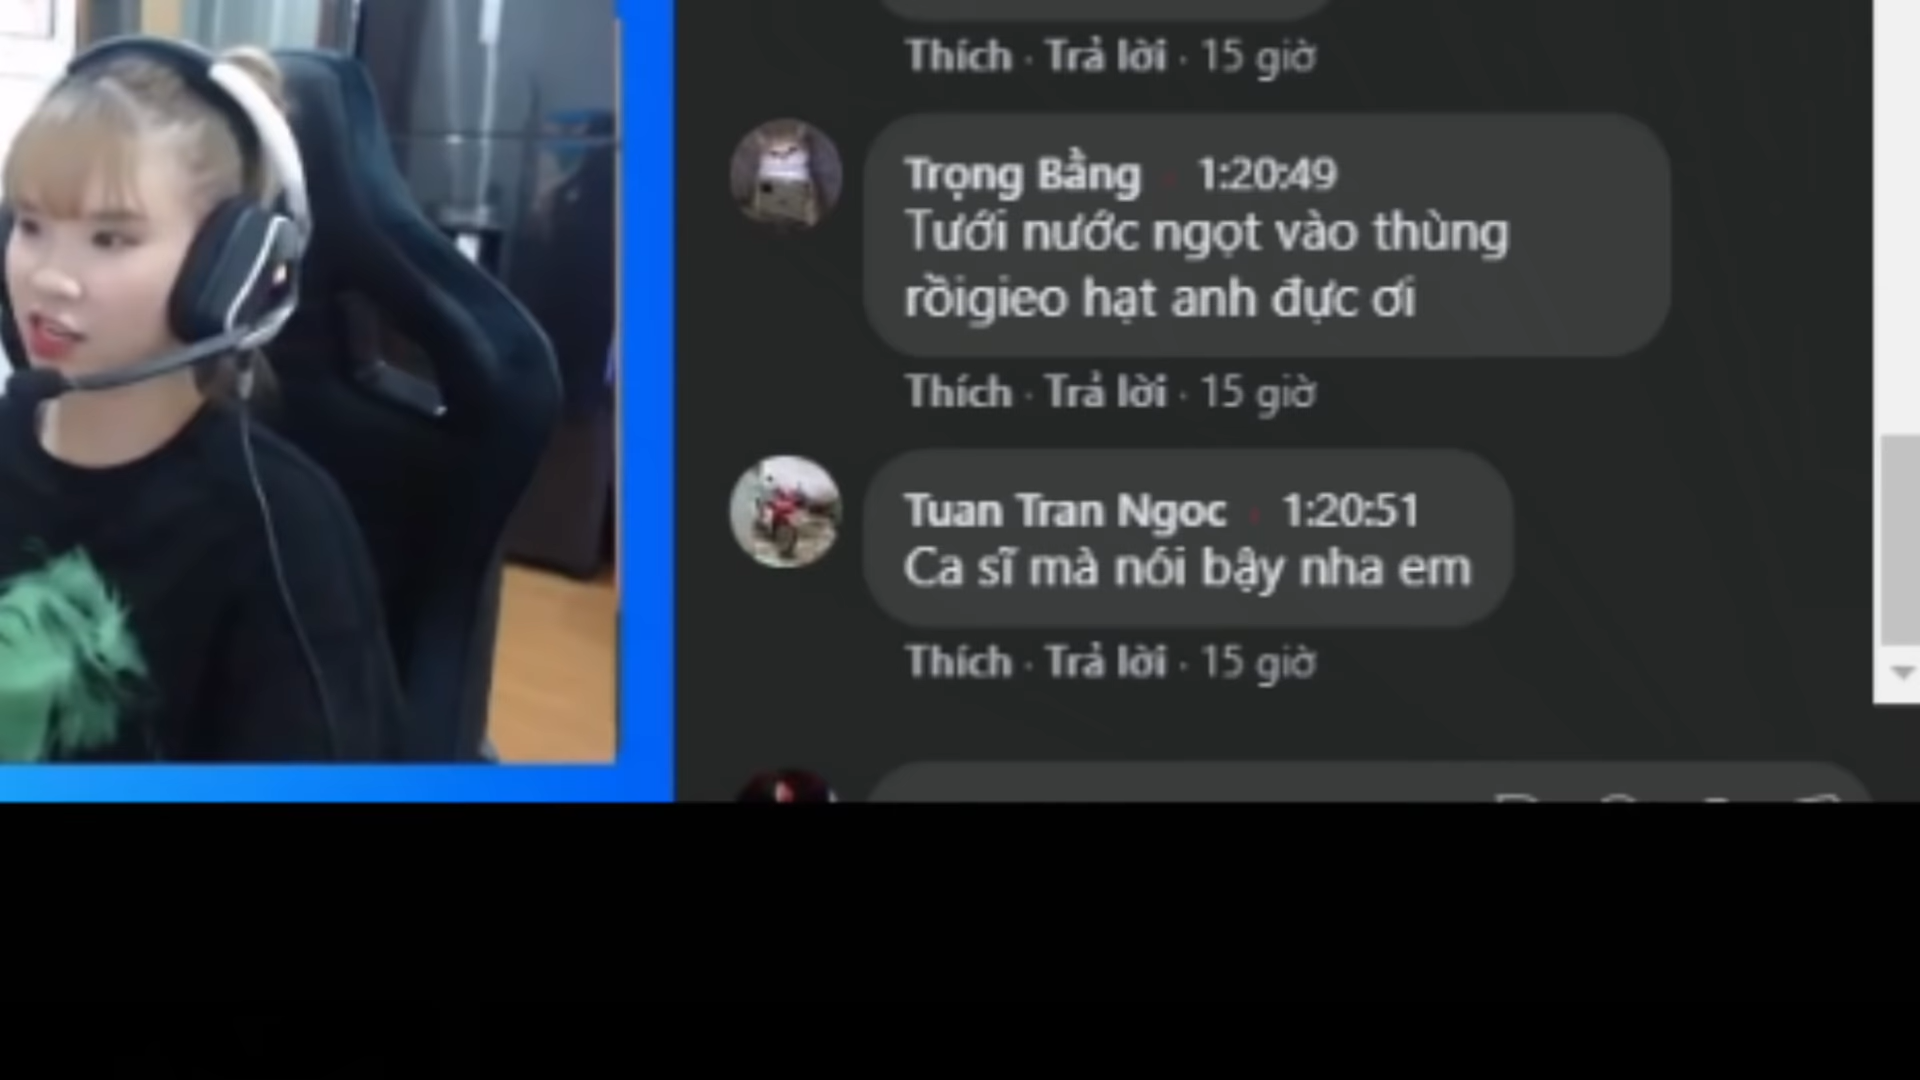 Thích · Trả lời · 15 giờ
Trọng Bằng · 1:20:49
Tưới nước ngọt vào thùng
rồigieo hạt anh đực ơi
Thích · Trả lời · 15 giờ
Tuan Tran Ngoc · 1:20:51
Ca sĩ mà nói bậy nha em
Thích · Trả lời · 15 giờ